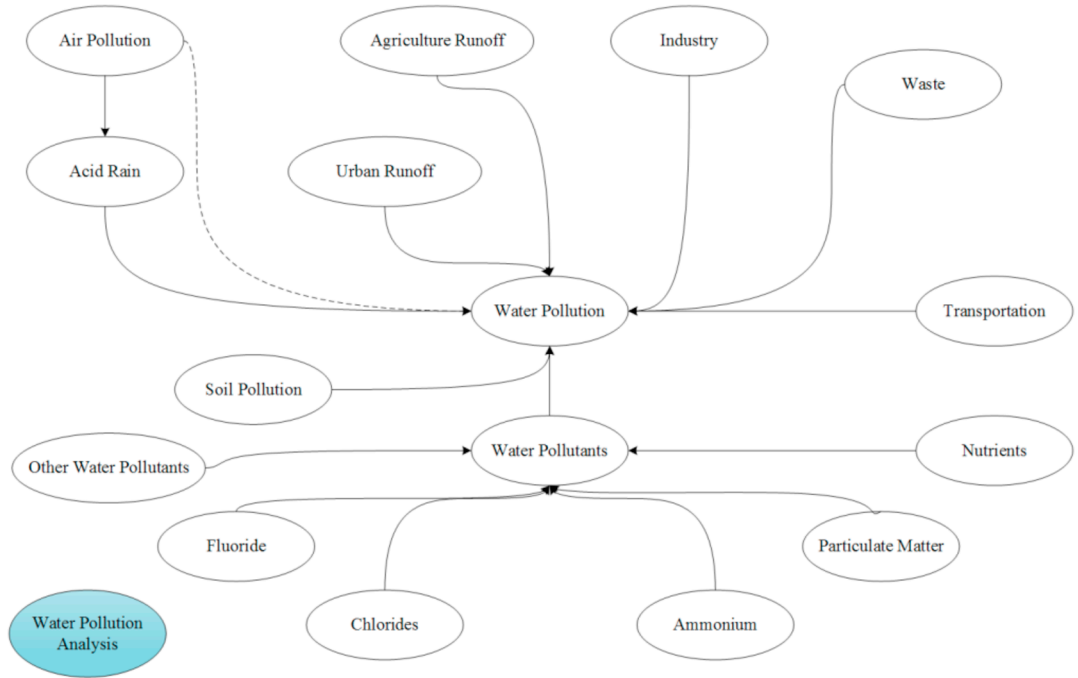 Air Pollution
Agriculture Runoff
Industry
Waste
Acid Rain
Urban Runoff
Water Pollution
Transportation
Soil Pollution
Water Pollutants
Nutrients
Other Water Pollutants
Fluoride
Particulate Matter
Chlorides
Ammonium
Water Pollution
Analysis